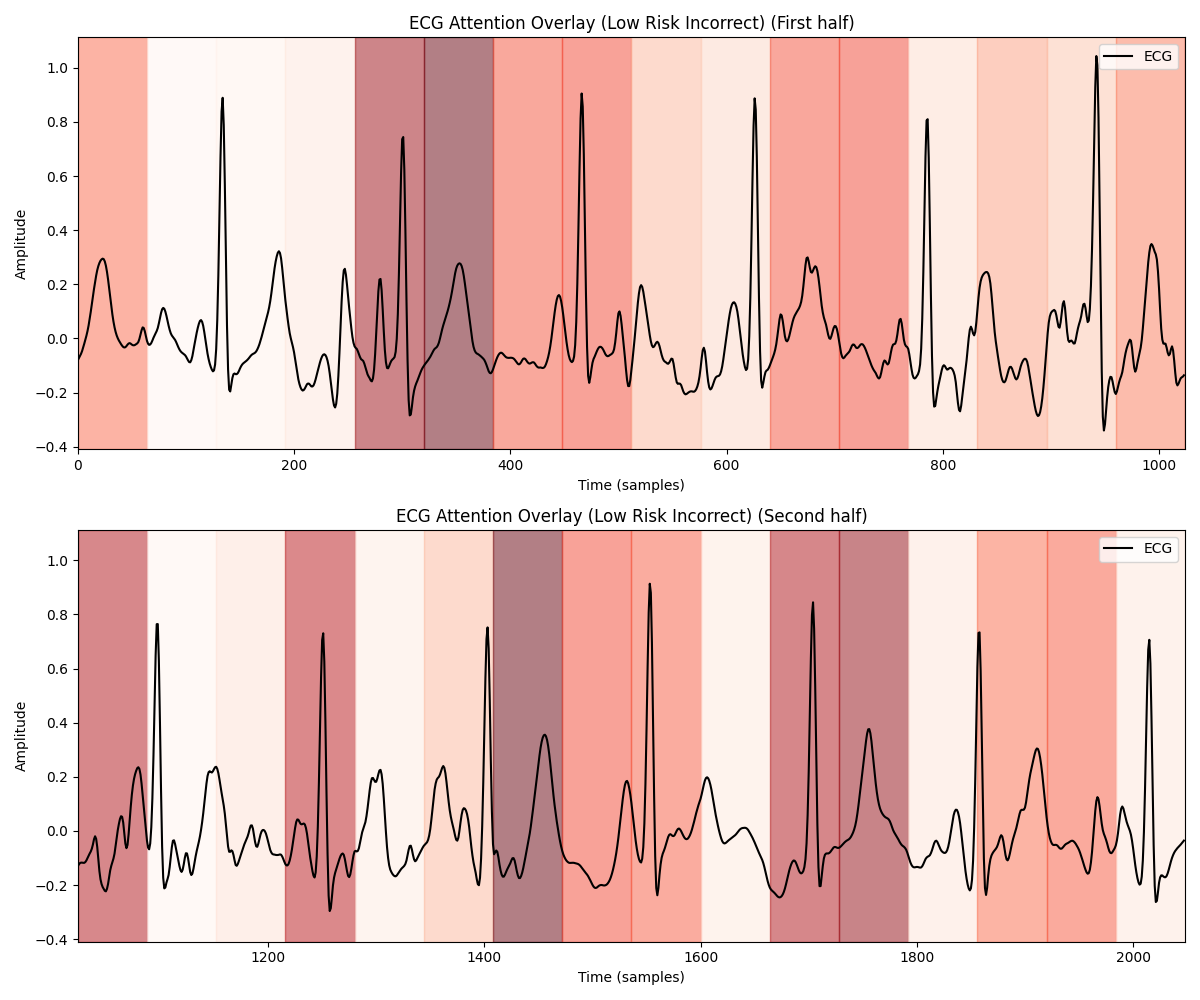 ECG Attention Overlay (Low Risk Incorrect) (First half)
1.0
0.8
0.6
0.4
0.2
0.0
−0.2
−0.4
Amplitude
ECG
0 200 400 600 800 1000
Time (samples)
ECG Attention Overlay (Low Risk Incorrect) (Second half)
1.0
0.8
0.6
0.4
0.2
0.0
−0.2
−0.4
Amplitude
ECG
1200 1400 1600 1800 2000
Time (samples)